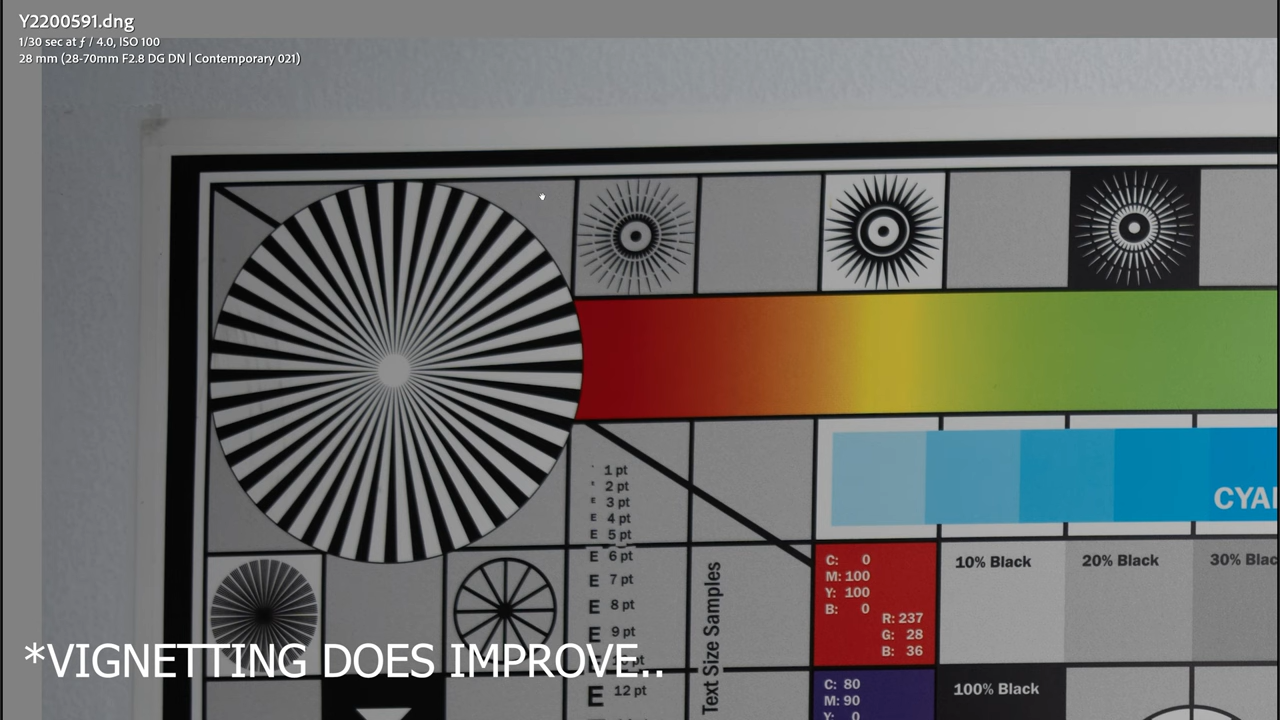 Y2200591.dng
1/30 sec at ƒ / 4.0, ISO 100
28 mm (28-70mm F2.8 DG DN | Contemporary 021)
1 pt
E 2 pt
E 3 pt
E 4 pt
E 5 pt
E 6 pt
E 7 pt
E 8 pt
E 9 pt
E 12 pt
Text Size Samples
CYA
C: 0
M: 100
Y: 100
B: 0
R: 237
G: 28
B: 36
10% Black
20% Black
30% Blac
C: 80
M: 90
Y: 0
100% Black
*VIGNETTING DOES IMPROVE..